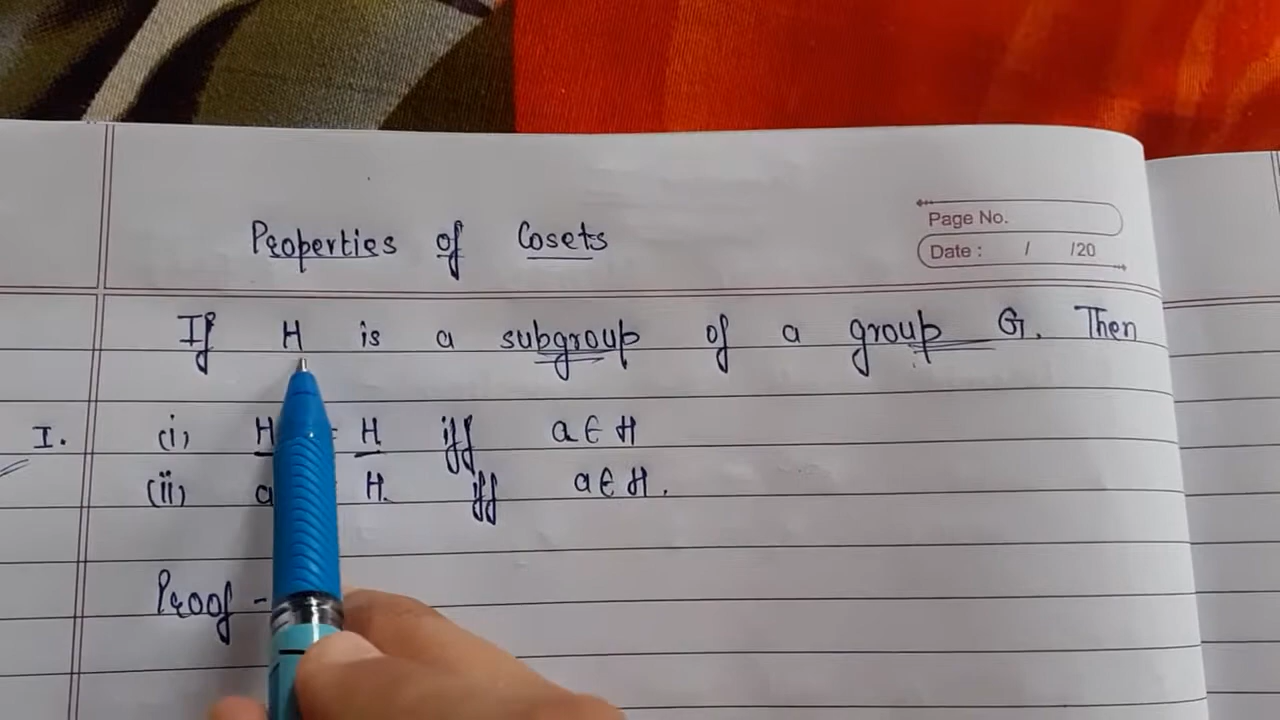 Properties of Cosets
Page No.
Date : / /20
If H is a subgroup of a group G. Then
I. (i) H = H iff a ∈ H
(ii) a H. iff a ∈ H.
Proof -